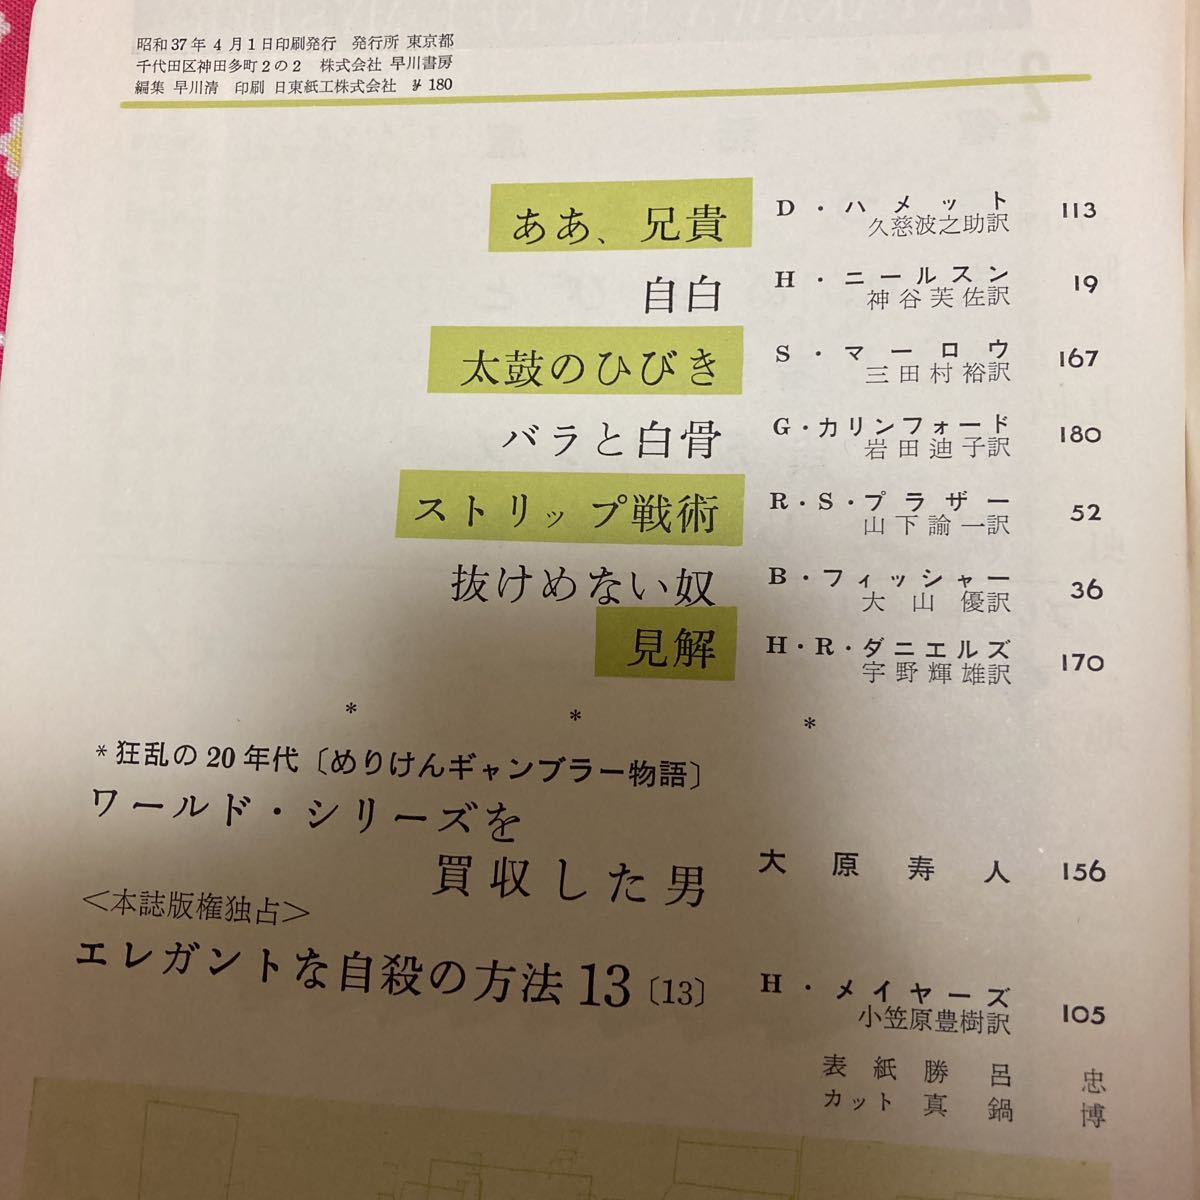 昭和37年4月1日印刷発行 発行所 東京都
千代田区神田多町2の2 株式会社 早川書房
編集 早川清 印刷 日東紙工株式会社 ¥180
ああ、兄貴 D・ハメット 113
久慈波之助訳
自白 H・ニールスン 19
神谷芙佐訳
太鼓のひびき S・マーロウ 167
三田村裕訳
バラと白骨 G・カリンフォード 180
岩田迪子訳
ストリップ戦術 R・S・プラザー 52
山下諭一訳
抜けめない奴 B・フィッシャー 36
大山優訳
見解 H・R・ダニエルズ 170
宇野輝雄訳
* * *
*狂乱の20年代〔めりけんギャンブラー物語〕
ワールド・シリーズを
買収した男 大原寿人 156
<本誌版権独占>
エレガントな自殺の方法13〔13〕 H・メイヤーズ 105
小笠原豊樹訳
表紙 勝呂忠
カット 真鍋博